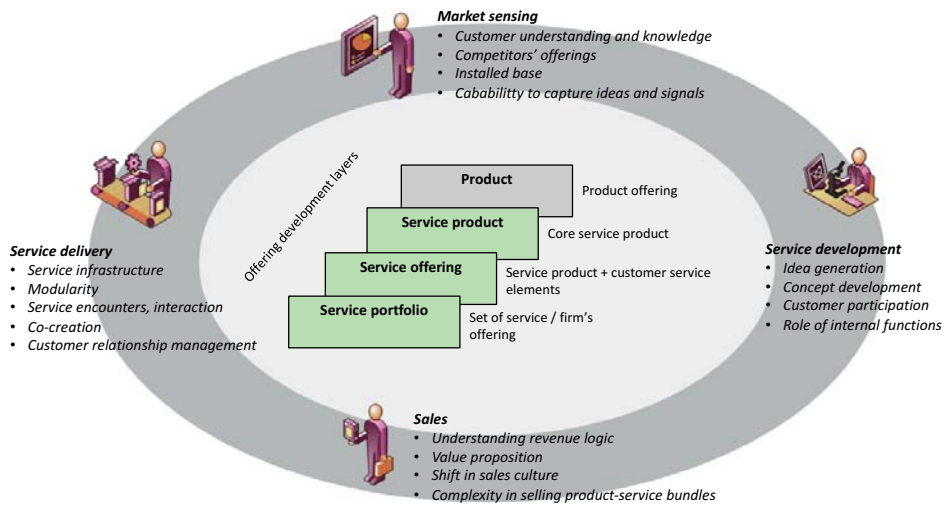 Market sensing
• Customer understanding and knowledge
• Competitors' offerings
• Installed base
• Cababilitty to capture ideas and signals
Offering development layers
Product
Product offering
Service product
Core service product
Service offering
Service product + customer service
elements
Service portfolio
Set of service / firm's
offering
Service delivery
• Service infrastructure
• Modularity
• Service encounters, interaction
• Co-creation
• Customer relationship management
Service development
• Idea generation
• Concept development
• Customer participation
• Role of internal functions
Sales
• Understanding revenue logic
• Value proposition
• Shift in sales culture
• Complexity in selling product-service bundles